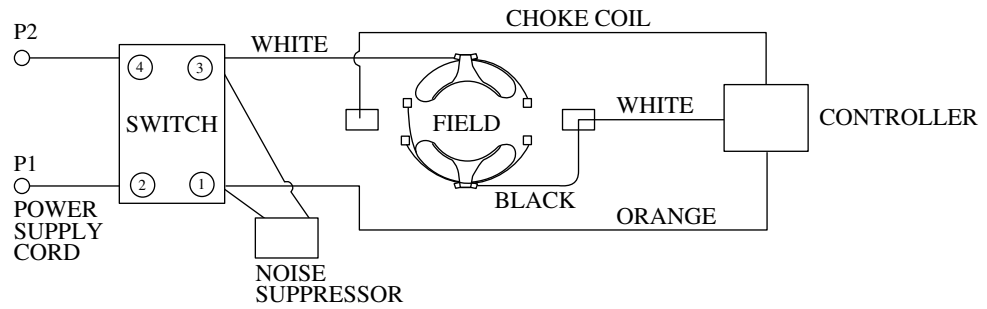 CHOKE COIL
P2
WHITE
4
3
SWITCH
FIELD
WHITE
CONTROLLER
P1
2
1
POWER
SUPPLY
CORD
BLACK
ORANGE
NOISE
SUPPRESSOR